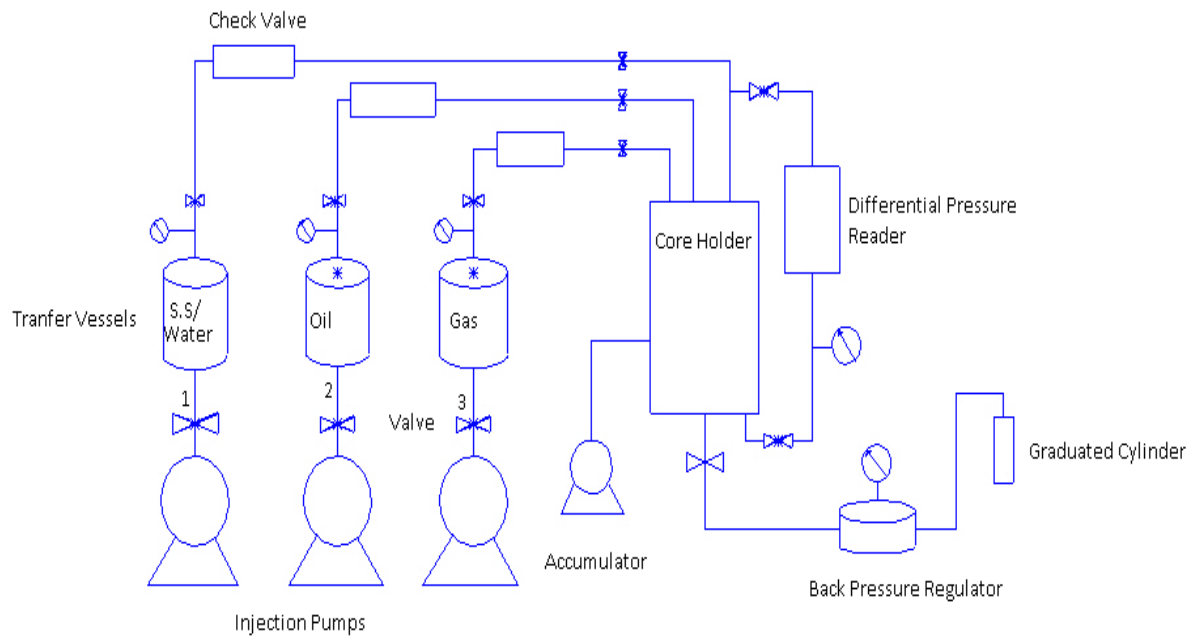 Check Valve
Core Holder
Differential Pressure
Reader
Tranfer Vessels
S.S/
Water
Oil
Gas
1
2
3
Valve
Graduated Cylinder
Accumulator
Back Pressure Regulator
Injection Pumps